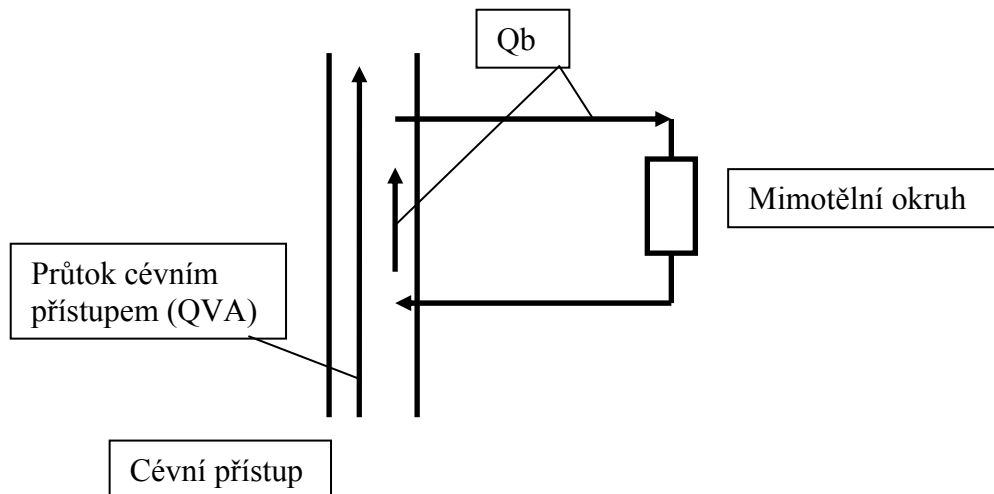 Qb
Mimotělní okruh
Průtok cévním
přístupem (QVA)
Cévní přístup